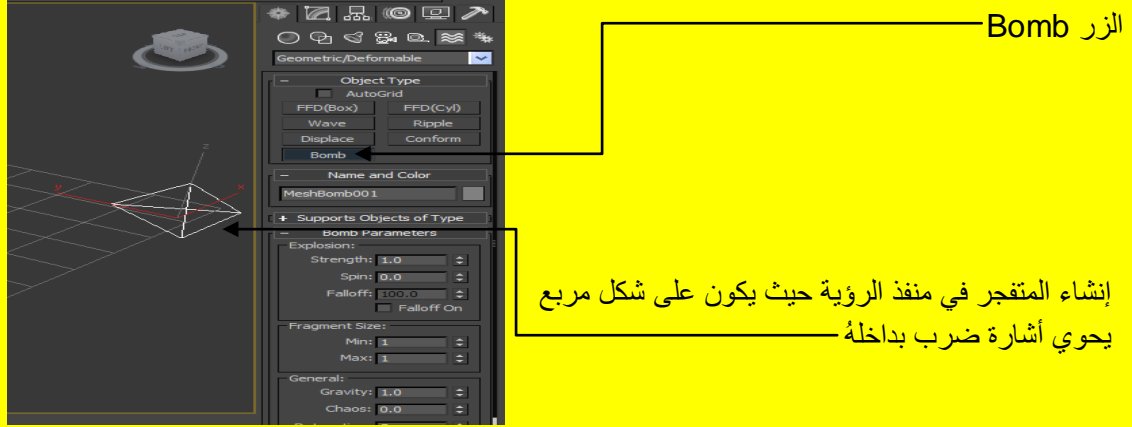 الزر Bomb
Geometric/Deformable
- Object Type
AutoGrid
FFD(Box) FFD(Cyl)
Wave Ripple
Displace Conform
Bomb
- Name and Color
MeshBomb001
+ Supports Objects of Type
- Bomb Parameters
Explosion:
Strength: 1.0
Spin: 0.0
Falloff: 100.0
Falloff On
Fragment Size:
Min: 1
Max: 1
General:
Gravity: 1.0
Chaos: 0.0
z
y
x
إنشاء المتفجر في منفذ الرؤية حيث يكون على شكل مربع
يحوي أشارة ضرب بداخلهُ